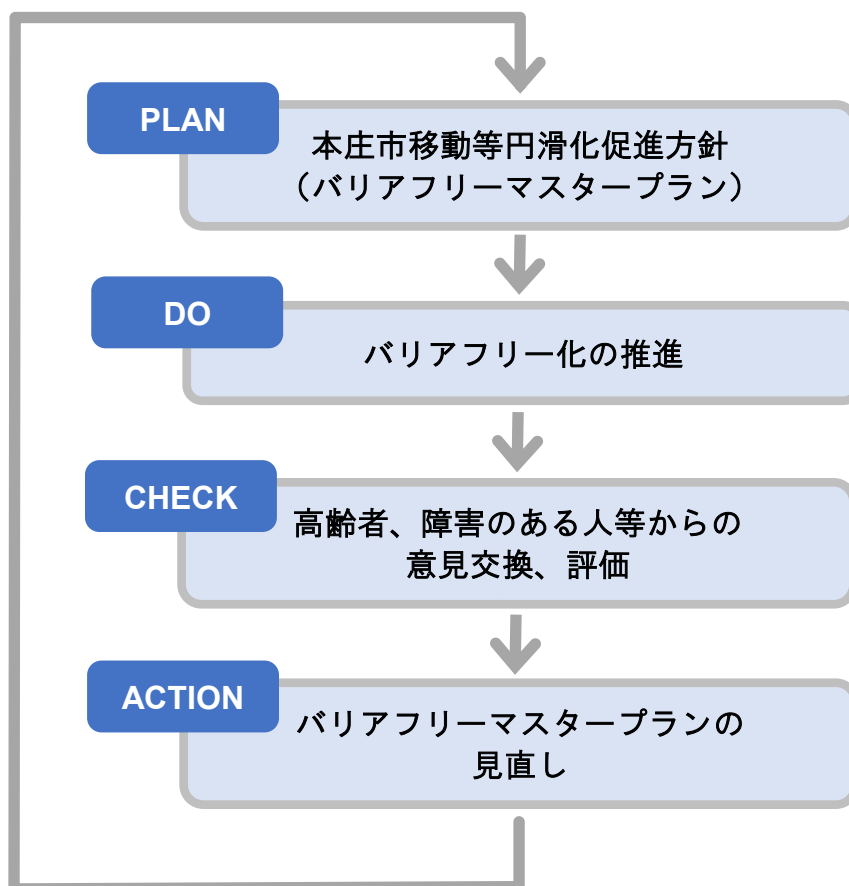 PLAN
本庄市移動等円滑化促進方針
（バリアフリーマスタープラン）
DO
バリアフリー化の推進
CHECK
高齢者、障害のある人等からの
意見交換、評価
ACTION
バリアフリーマスタープランの
見直し